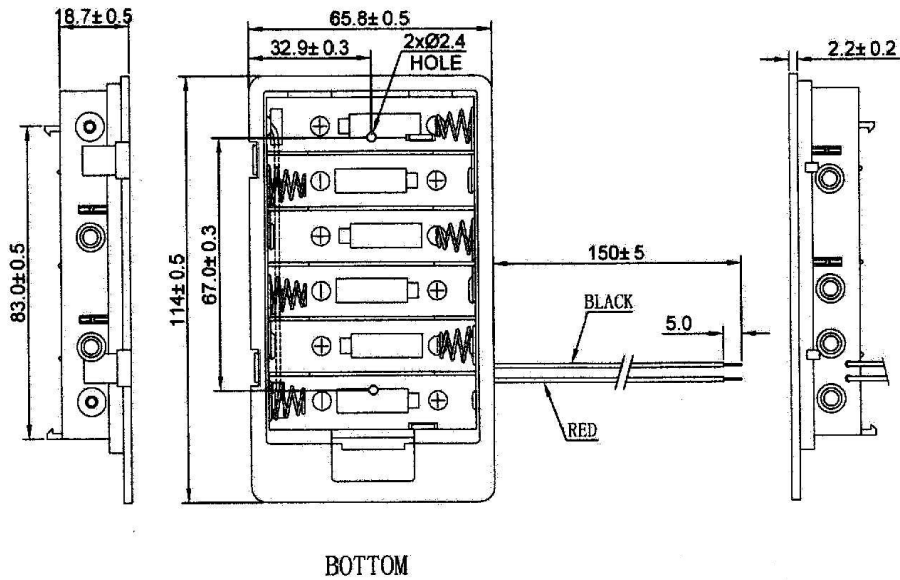 18.7± 0.5
65.8± 0.5
2.2± 0.2
32.9± 0.3
2xØ2.4
HOLE
83.0±0.5
114± 0.5
67.0± 0.3
150± 5
BLACK
5.0
RED
BOTTOM